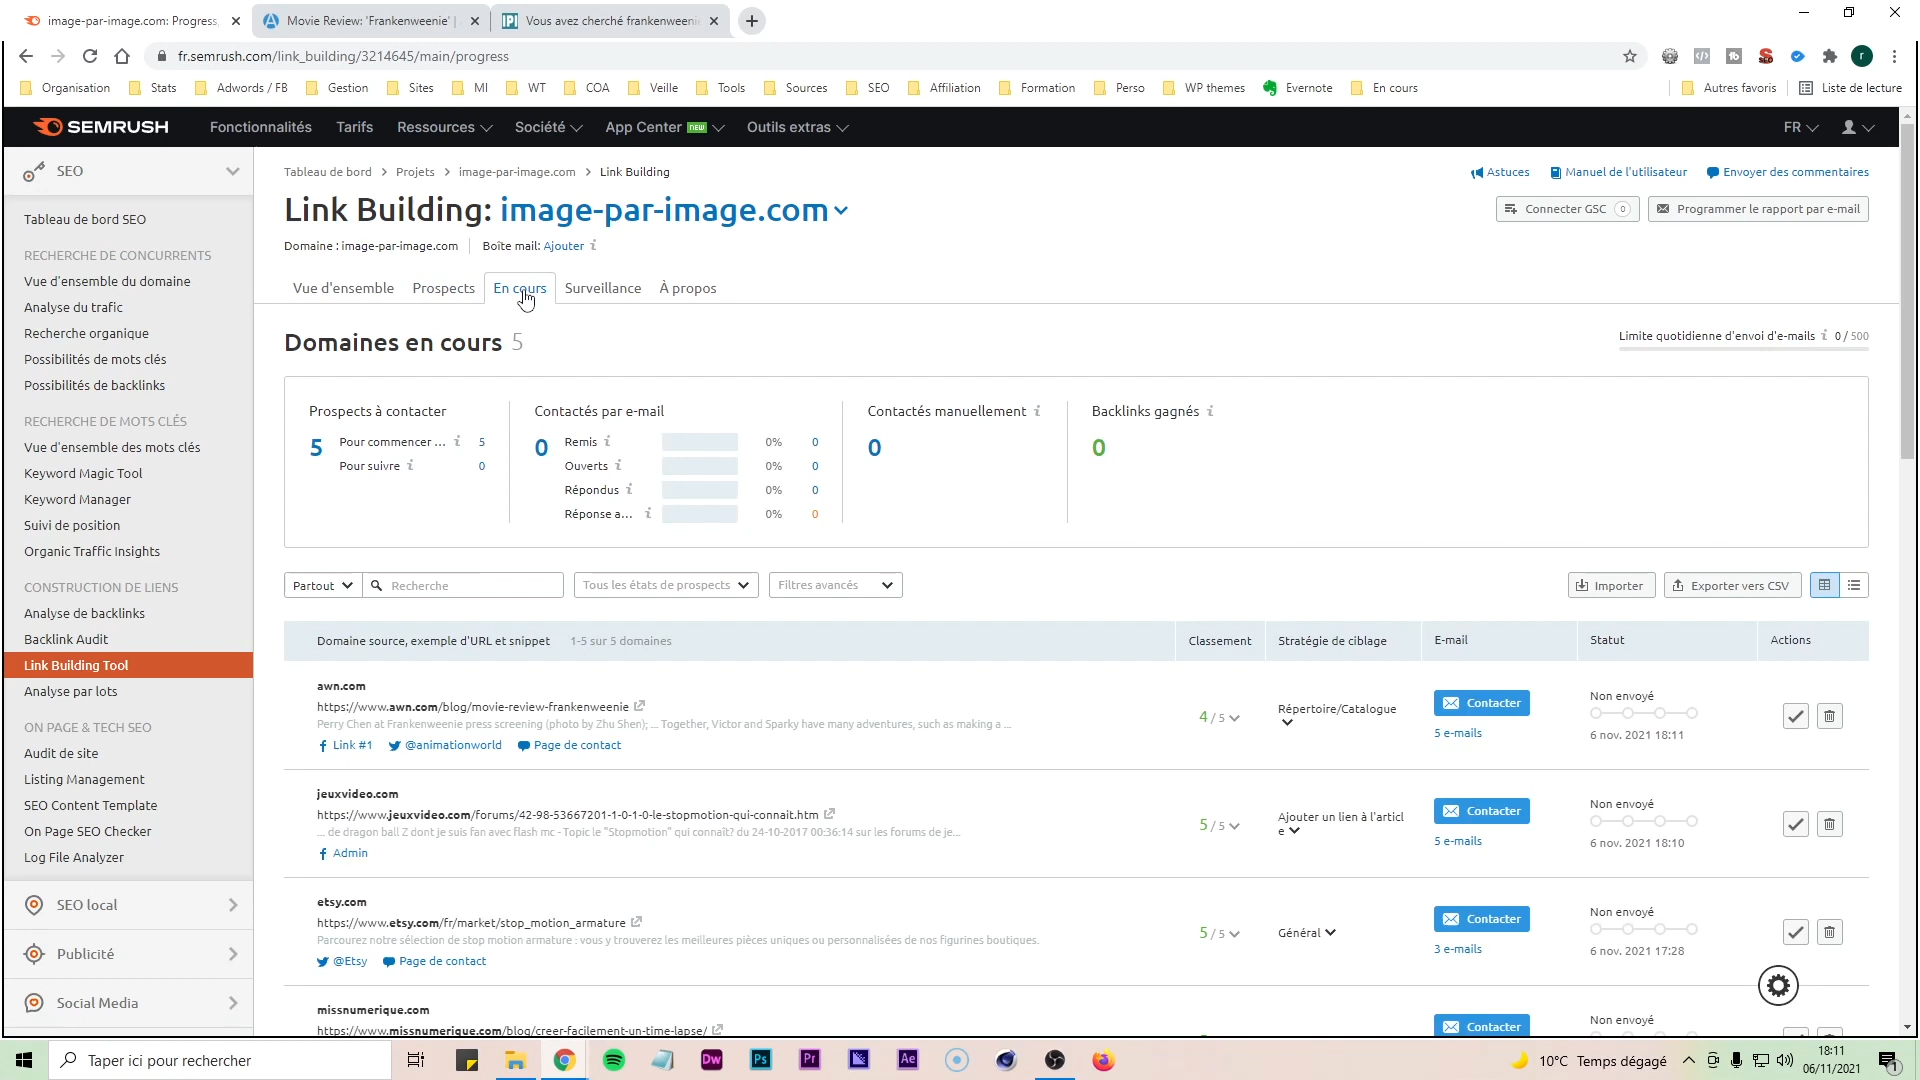 image-par-image.com: Progress
Movie Review: 'Frankenweenie' |
Vous avez cherché frankenweenie
fr.semrush.com/link_building/3214645/main/progress
Organisation
Stats
Adwords / FB
Gestion
Sites
MI
WT
COA
Veille
Tools
Sources
SEO
Affiliation
Formation
Perso
WP themes
Evernote
En cours
Autres favoris
Liste de lecture
SEMRUSH
Fonctionnalités
Tarifs
Ressources
Société
App Center NEW
Outils extras
FR
SEO
Tableau de bord SEO
RECHERCHE DE CONCURRENTS
Vue d'ensemble du domaine
Analyse du trafic
Recherche organique
Possibilités de mots clés
Possibilités de backlinks
RECHERCHE DE MOTS CLÉS
Vue d'ensemble des mots clés
Keyword Magic Tool
Keyword Manager
Suivi de position
Organic Traffic Insights
CONSTRUCTION DE LIENS
Analyse de backlinks
Backlink Audit
Link Building Tool
Analyse par lots
ON PAGE & TECH SEO
Audit de site
Listing Management
SEO Content Template
On Page SEO Checker
Log File Analyzer
SEO local
Publicité
Social Media
Tableau de bord > Projets > image-par-image.com > Link Building
Astuces
Manuel de l'utilisateur
Envoyer des commentaires
Link Building: image-par-image.com
Connecter GSC 0
Programmer le rapport par e-mail
Domaine : image-par-image.com
Boîte mail: Ajouter i
Vue d'ensemble
Prospects
En cours
Surveillance
À propos
Domaines en cours 5
Limite quotidienne d'envoi d'e-mails i 0 / 500
Prospects à contacter
5
Pour commencer ... i 5
Pour suivre i 0
Contactés par e-mail
0
Remis i 0% 0
Ouverts i 0% 0
Répondus i 0% 0
Réponse a... i 0% 0
Contactés manuellement i
0
Backlinks gagnés i
0
Partout
Recherche
Tous les états de prospects
Filtres avancés
Importer
Exporter vers CSV
Domaine source, exemple d'URL et snippet 1-5 sur 5 domaines
Classement
Stratégie de ciblage
E-mail
Statut
Actions
awn.com
https://www.awn.com/blog/movie-review-frankenweenie
Perry Chen at Frankenweenie press screening (photo by Zhu Shen); ... Together, Victor and Sparky have many adventures, such as making a ...
Link #1 @animationworld Page de contact
4 / 5
Répertoire/Catalogue
Contacter
5 e-mails
Non envoyé
6 nov. 2021 18:11
jeuxvideo.com
https://www.jeuxvideo.com/forums/42-98-53667201-1-0-1-0-le-stopmotion-qui-connait.htm
... de dragon ball Z dont je suis fan avec flash mc - Topic le "Stopmotion" qui connaît? du 24-10-2017 00:36:14 sur les forums de je...
Admin
5 / 5
Ajouter un lien à l'articl
e
Contacter
5 e-mails
Non envoyé
6 nov. 2021 18:10
etsy.com
https://www.etsy.com/fr/market/stop_motion_armature
Parcourez notre sélection de stop motion armature : vous y trouverez les meilleures pièces uniques ou personnalisées de nos figurines boutiques.
@Etsy Page de contact
5 / 5
Général
Contacter
3 e-mails
Non envoyé
6 nov. 2021 17:28
missnumerique.com
https://www.missnumerique.com/blog/creer-facilement-un-time-lapse/
Contacter
Non envoyé
Taper ici pour rechercher
Dw
Ps
Pr
Ae
10°C Temps dégagé
18:11
06/11/2021
1